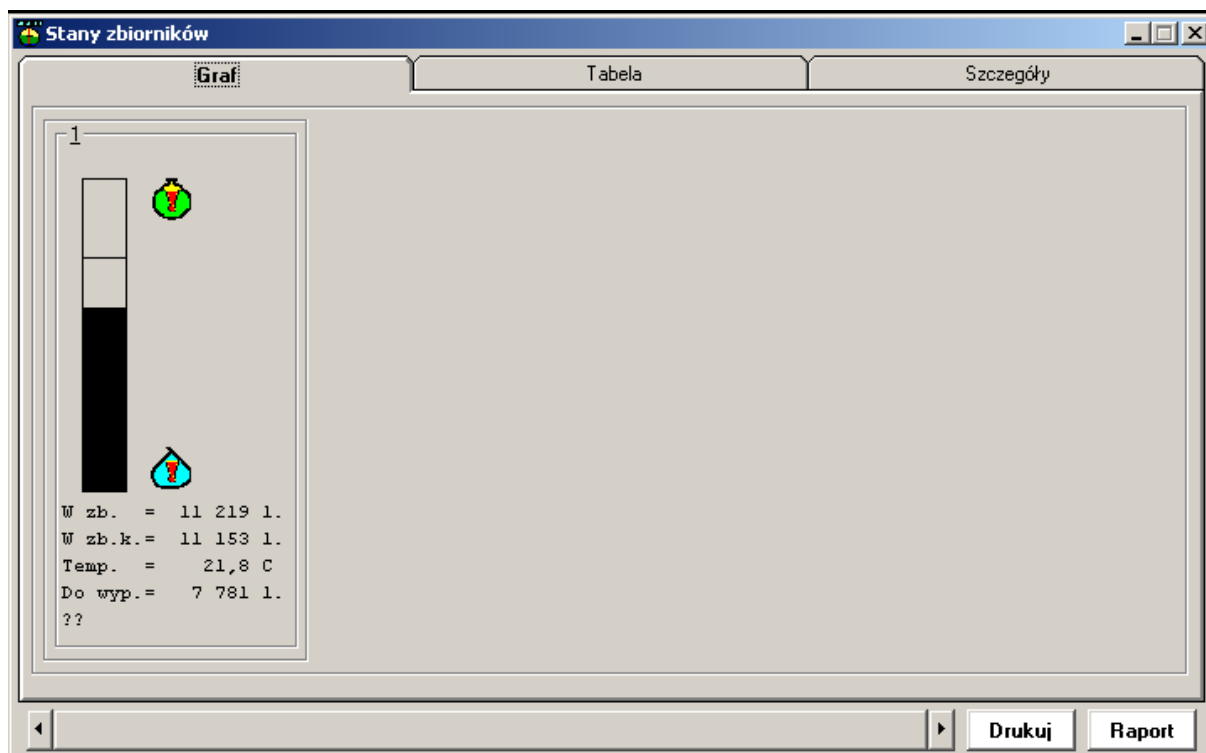 Stany zbiorników
Graf Tabela Szczegóły
1
W zb. = 11 219 l.
W zb.k.= 11 153 l.
Temp. = 21,8 C
Do wyp.= 7 781 l.
??
Drukuj Raport